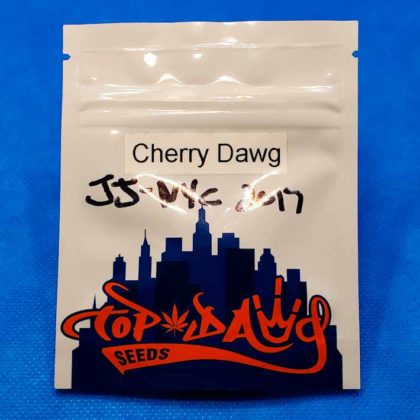 Cherry Dawg
JJ-NYC 2017
TOP DAWG
SEEDS